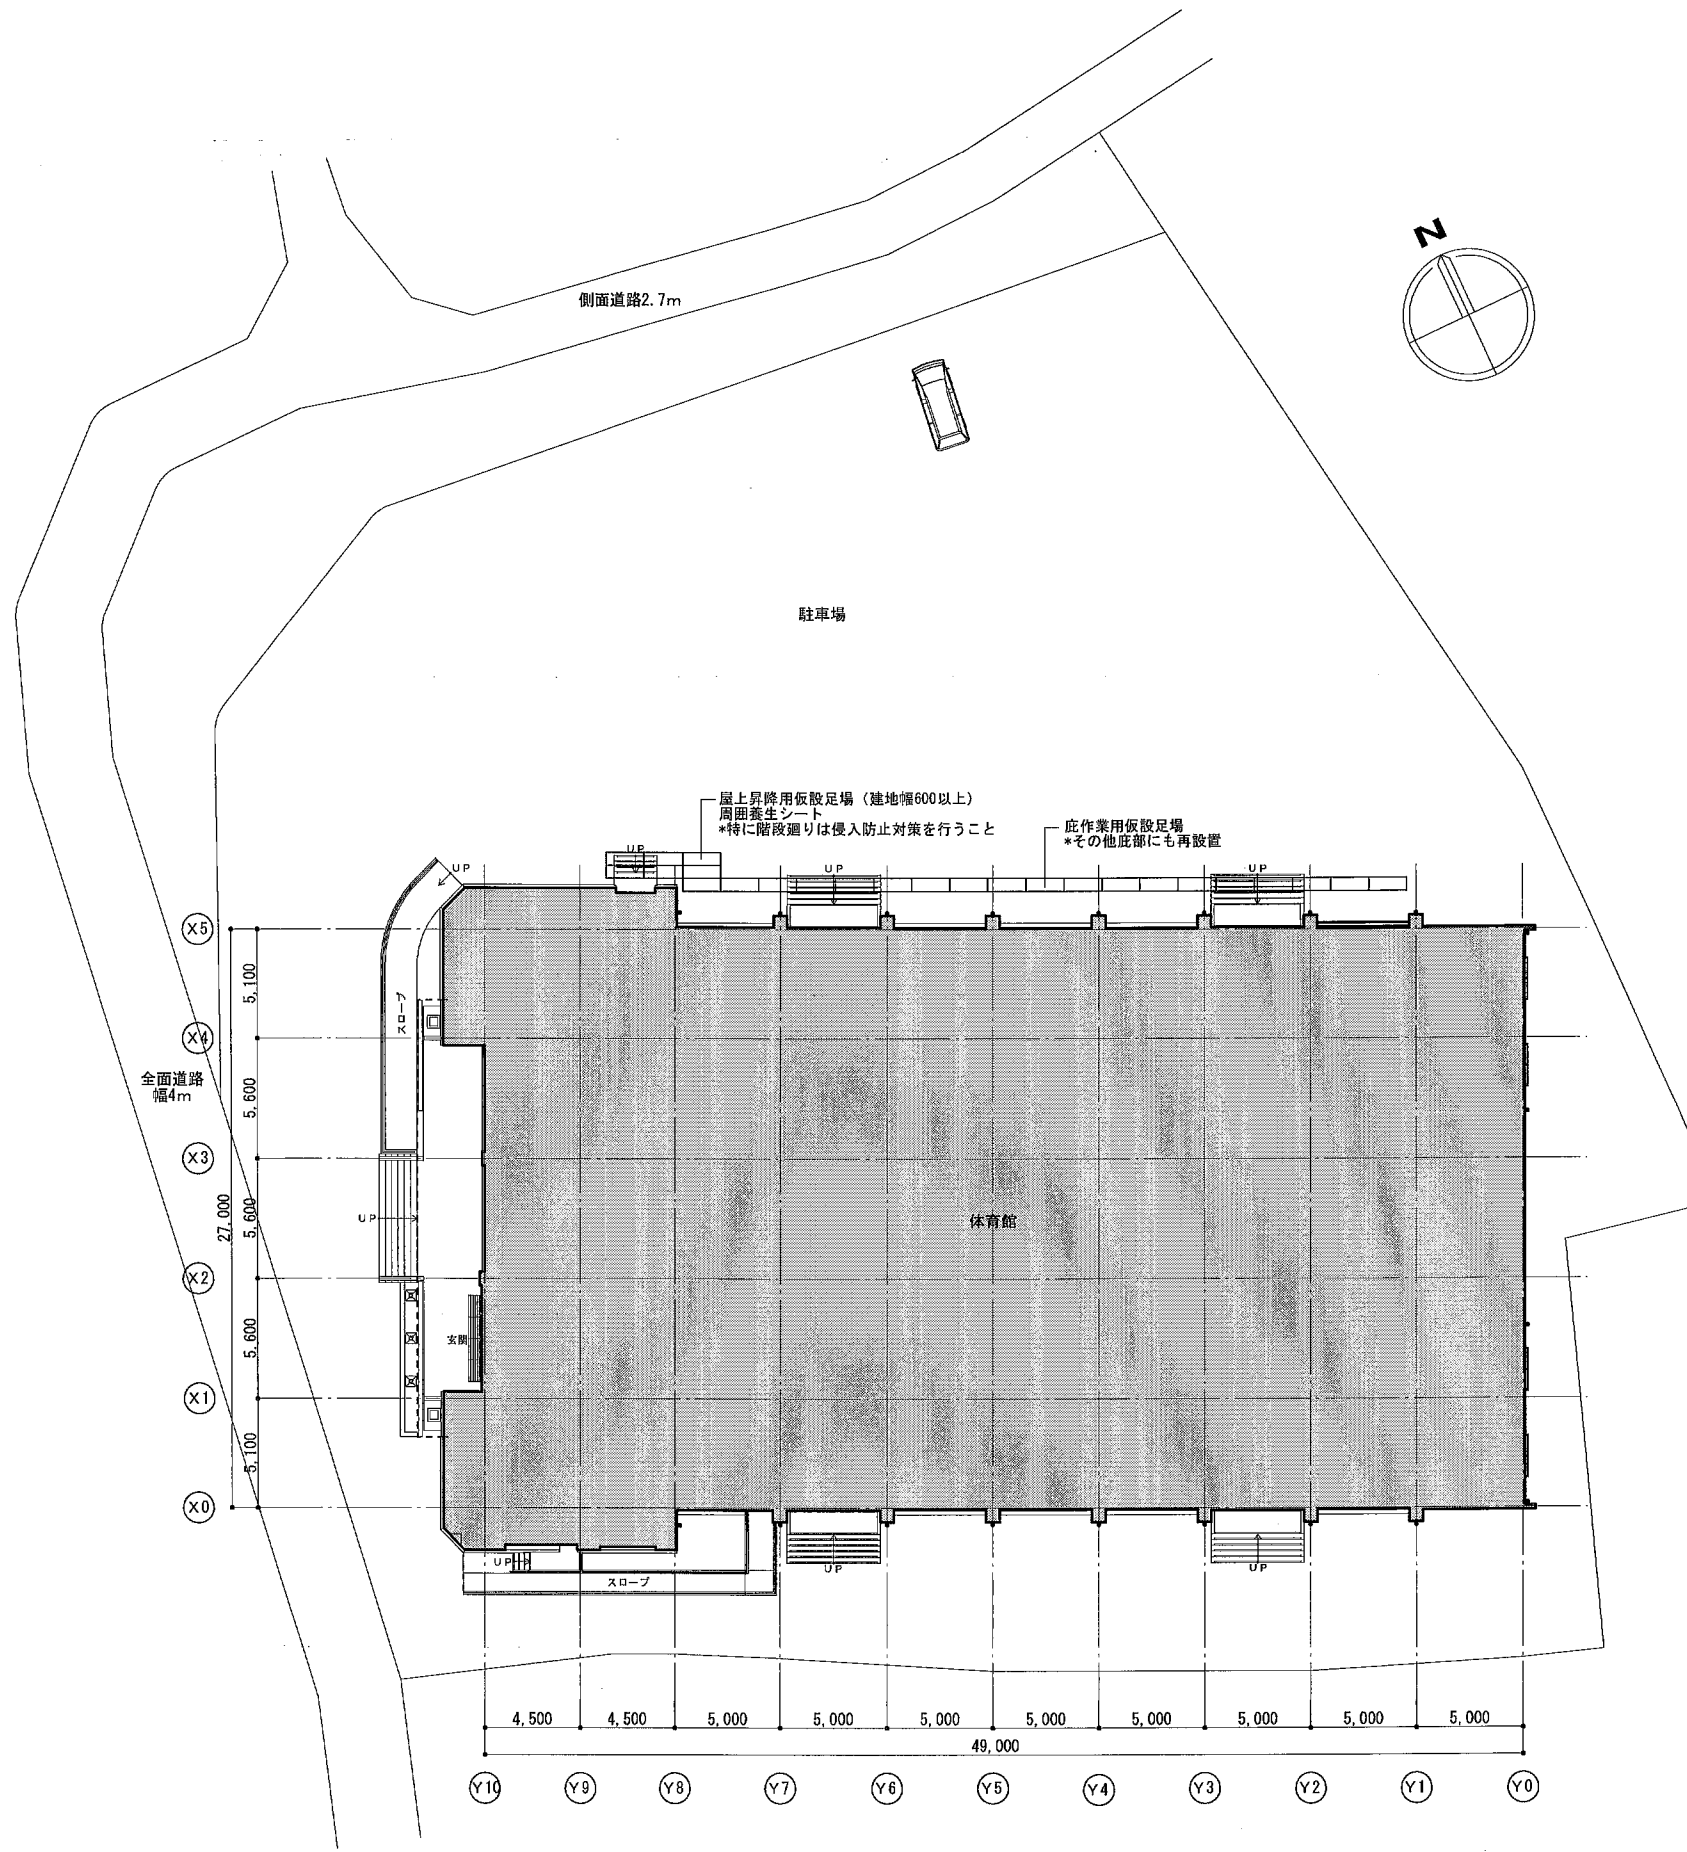 N
側面道路2.7m
駐車場
屋上昇降用仮設足場（建地幅600以上）
周囲養生シート
*特に階段廻りは侵入防止対策を行うこと
庇作業用仮設足場
*その他庇部にも再設置
UP
UP
UP
UP
X5
5,100
スロープ
X4
全面道路
幅4m
5,600
X3
27,000
5,600
UP
体育館
X2
5,600
玄関
X1
5,100
X0
UP
スロープ
UP
UP
4,500
4,500
5,000
5,000
5,000
5,000
5,000
5,000
5,000
5,000
49,000
Y10
Y9
Y8
Y7
Y6
Y5
Y4
Y3
Y2
Y1
Y0